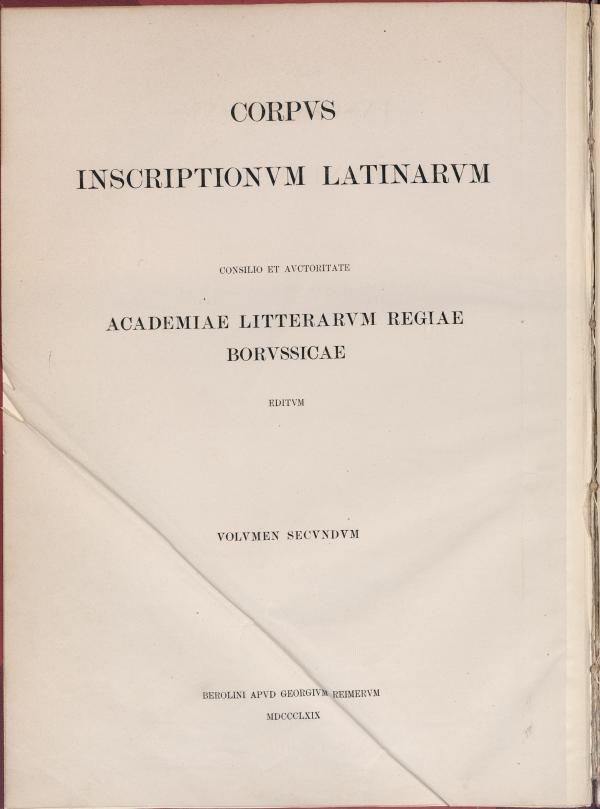 CORPVS
INSCRIPTIONVM LATINARVM
CONSILIO ET AVCTORITATE
ACADEMIAE LITTERARVM REGIAE
BORVSSICAE
EDITVM
VOLVMEN SECVNDVM
BEROLINI APVD GEORGIVM REIMERVM
MDCCCLXIX